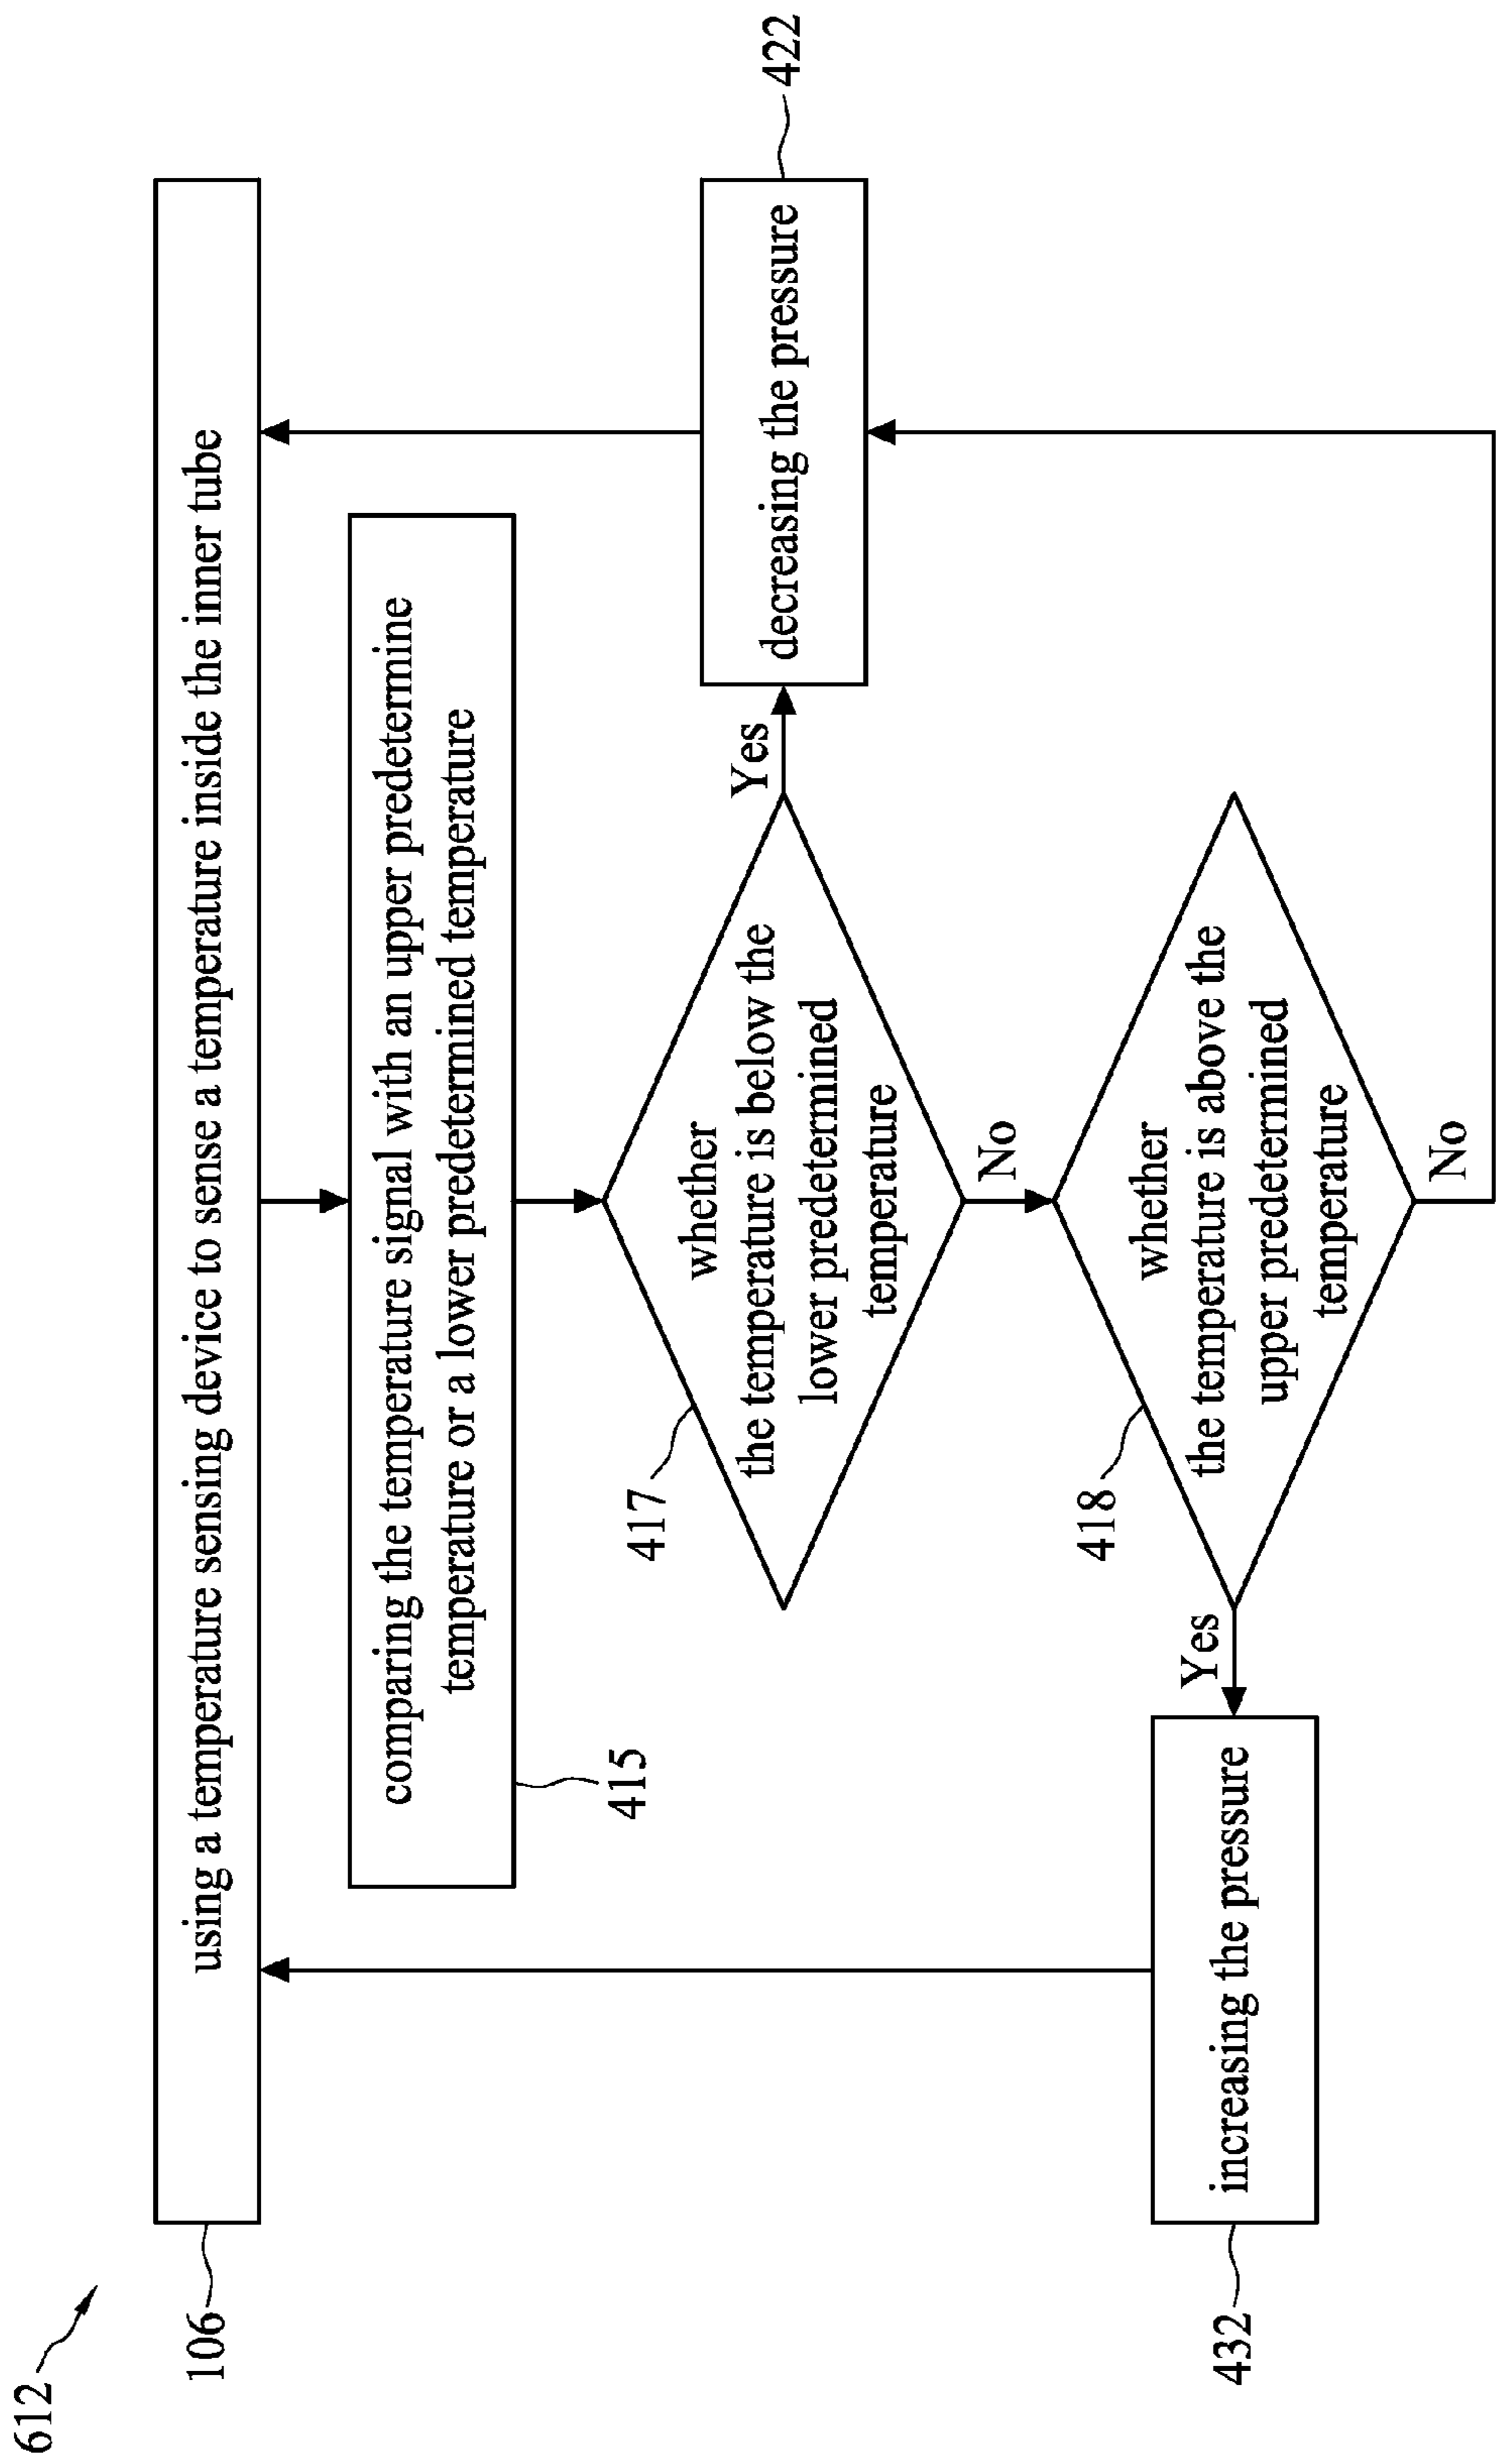 612
106
using a temperature sensing device to sense a temperature inside the inner tube
comparing the temperature signal with an upper predetermine
temperature or a lower predetermined temperature
415
417
whether
the temperature is below the
lower predetermined
temperature
Yes
decreasing the pressure
422
No
418
whether
the temperature is above the
upper predetermined
temperature
Yes
increasing the pressure
432
No